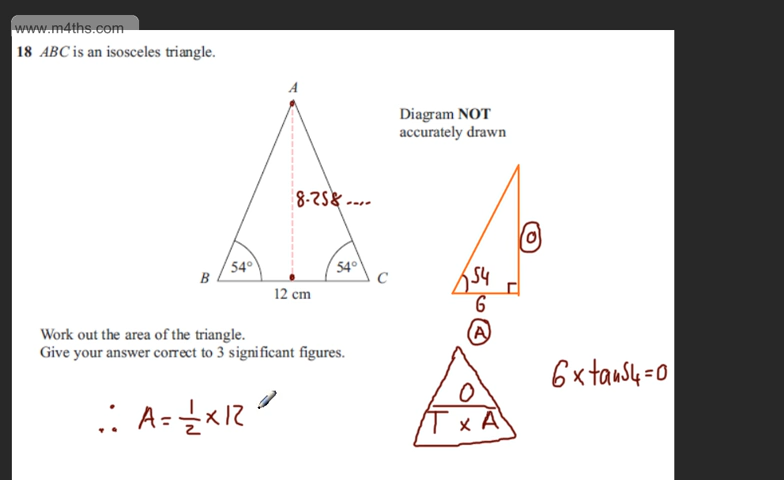 www.m4ths.com
18 ABC is an isosceles triangle.
A
Diagram NOT
accurately drawn
8.258....
O
54
54°
54°
B
C
12 cm
6
A
Work out the area of the triangle.
Give your answer correct to 3 significant figures.
6 x tan54 = O
O
T x A
∴ A = 1/2 x 12